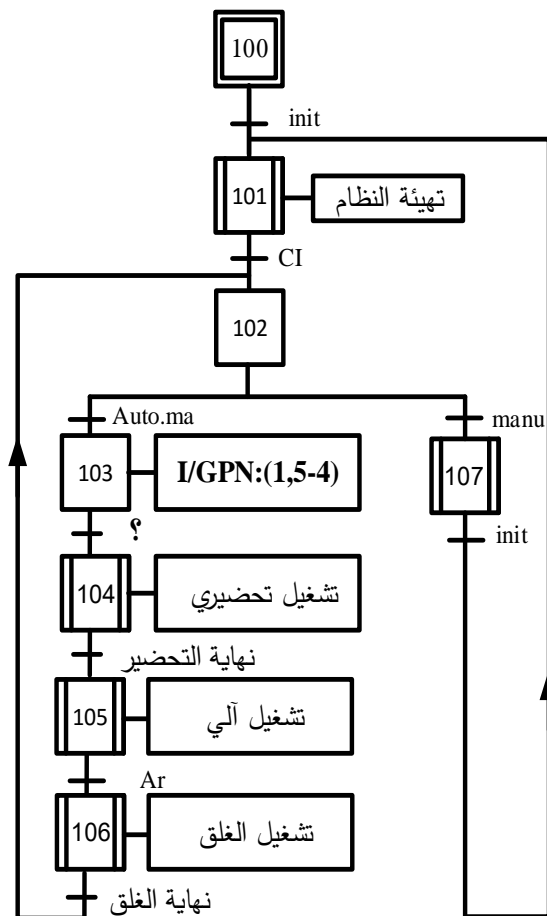 100
init
101
تهيئة النظام
CI
102
Auto.ma
manu
103
I/GPN:(1,5-4)
107
؟
init
104
تشغيل تحضيري
نهاية التحضير
105
تشغيل آلي
Ar
106
تشغيل الغلق
نهاية الغلق